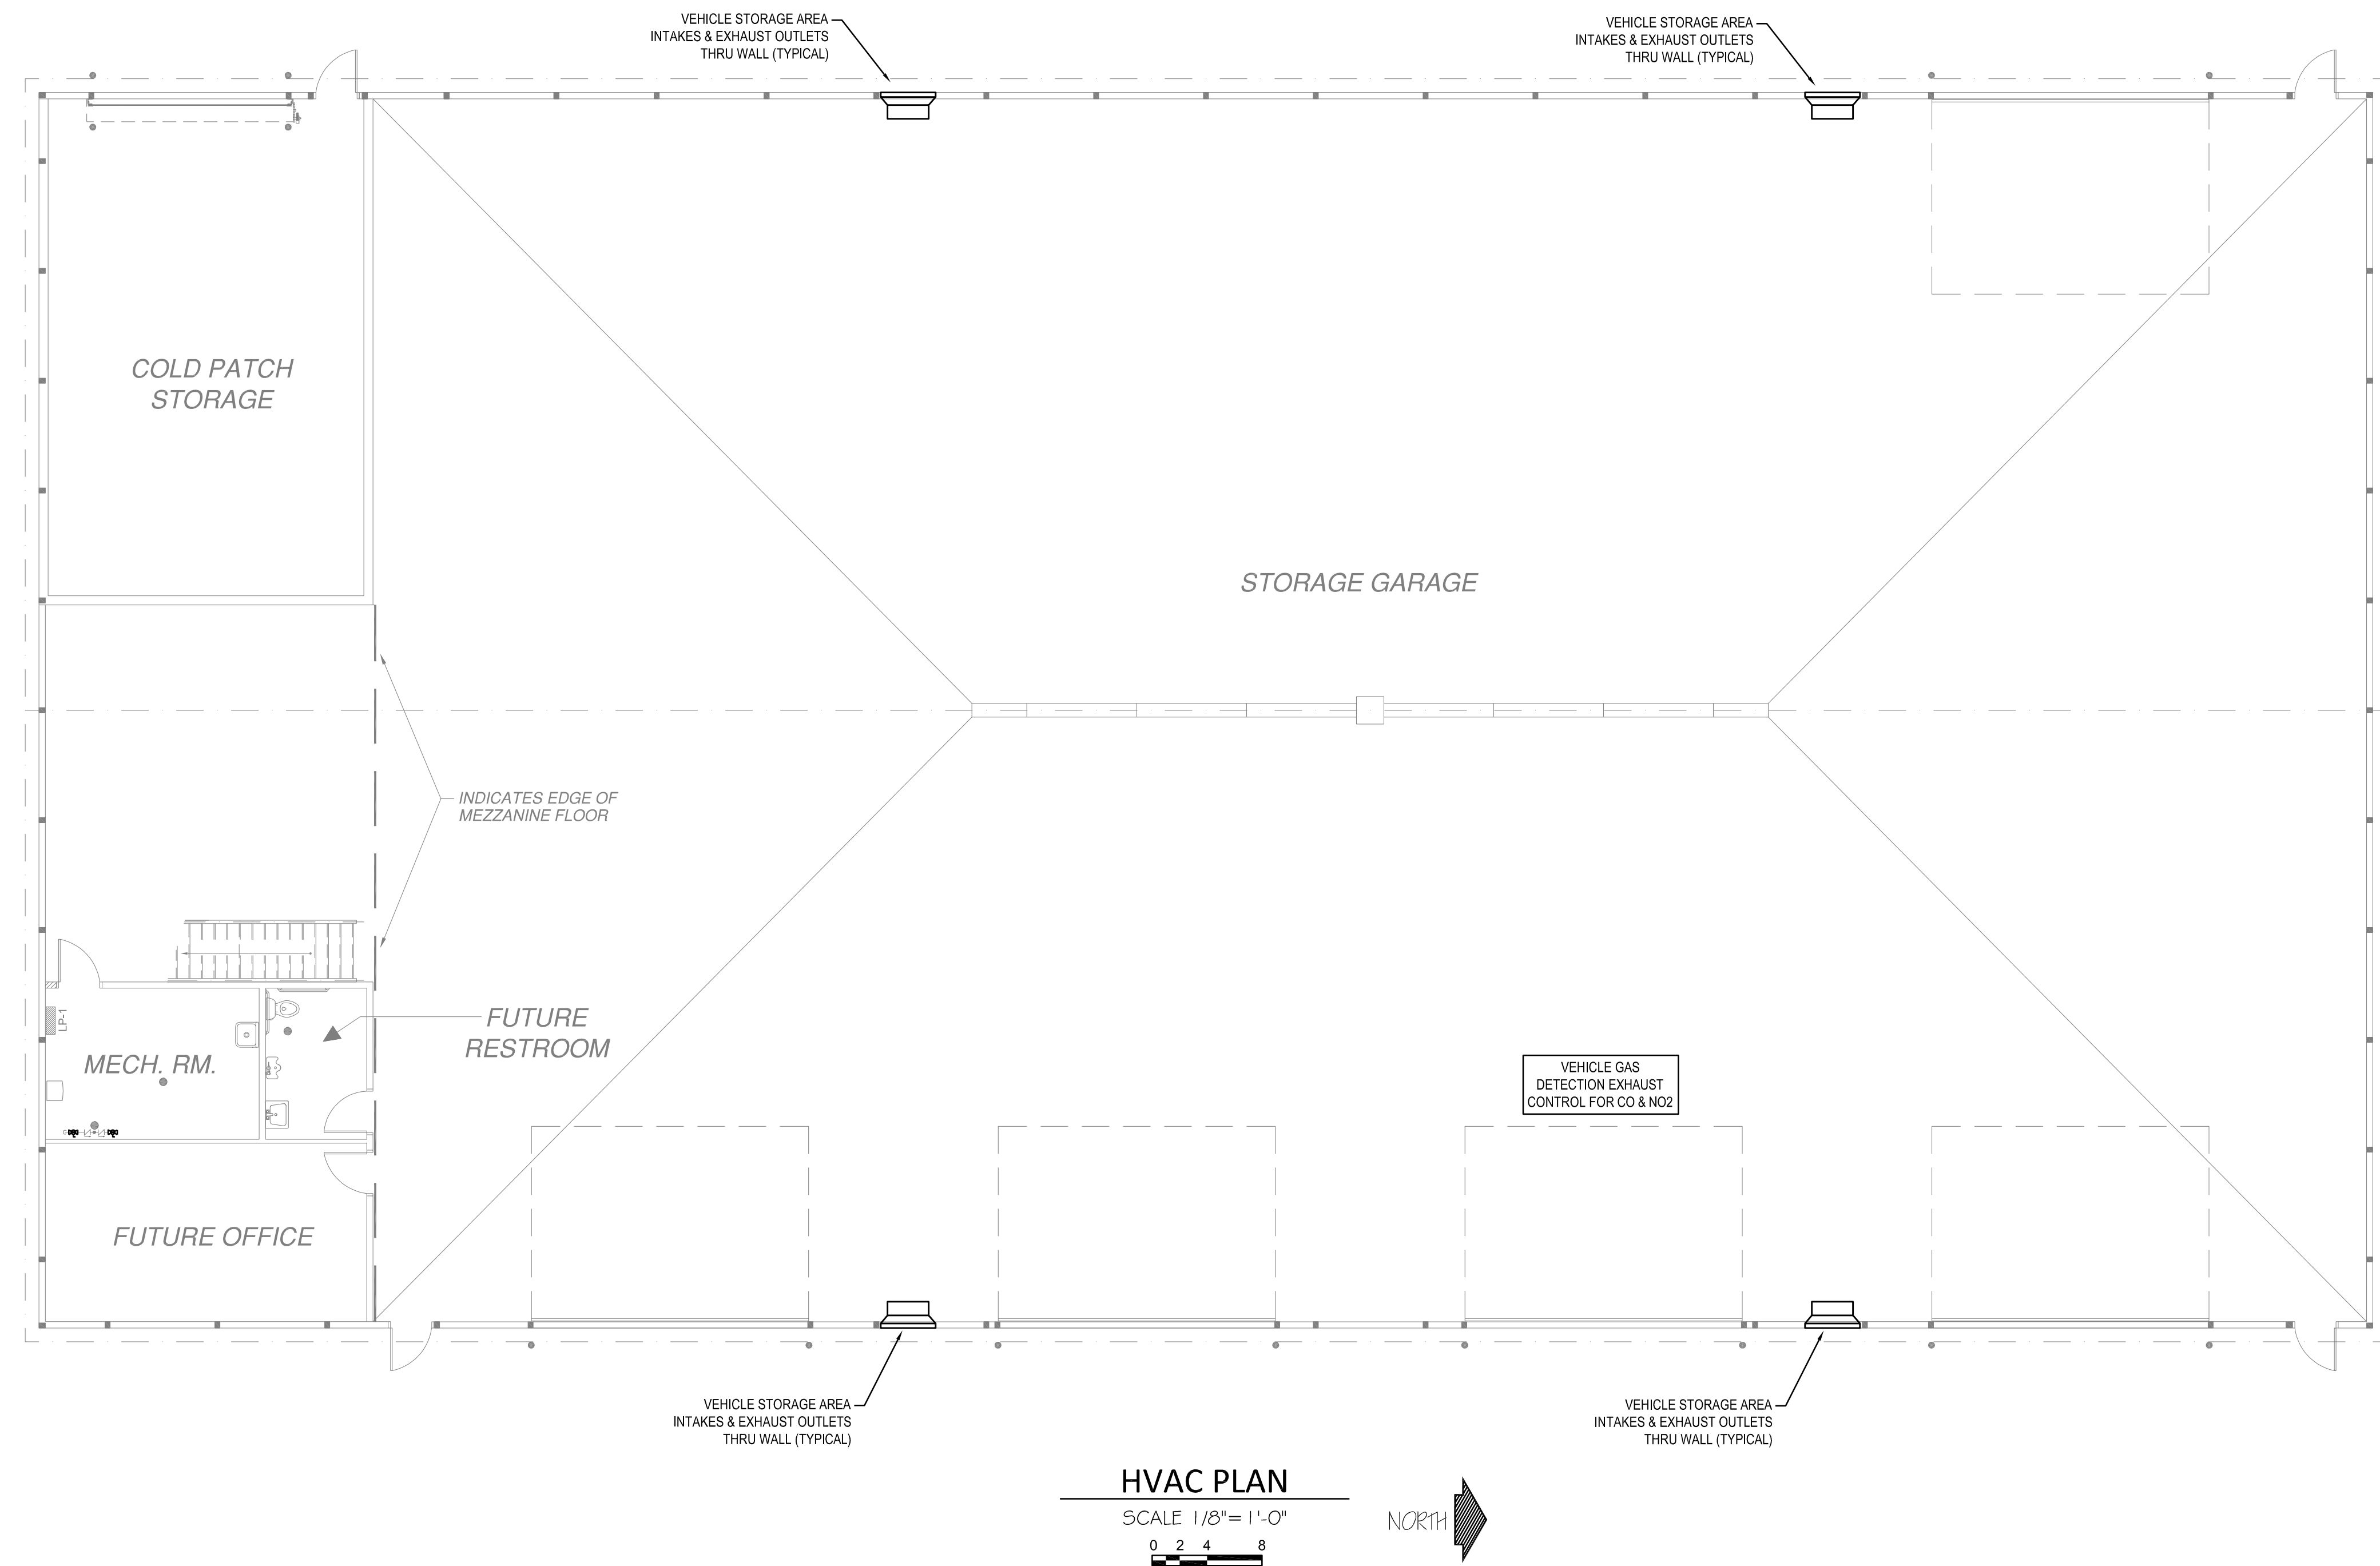 VEHICLE STORAGE AREA
INTAKES & EXHAUST OUTLETS
THRU WALL (TYPICAL)
VEHICLE STORAGE AREA
INTAKES & EXHAUST OUTLETS
THRU WALL (TYPICAL)
COLD PATCH
STORAGE
STORAGE GARAGE
INDICATES EDGE OF
MEZZANINE FLOOR
LP-1
MECH. RM.
FUTURE
RESTROOM
VEHICLE GAS
DETECTION EXHAUST
CONTROL FOR CO & NO2
FUTURE OFFICE
VEHICLE STORAGE AREA
INTAKES & EXHAUST OUTLETS
THRU WALL (TYPICAL)
VEHICLE STORAGE AREA
INTAKES & EXHAUST OUTLETS
THRU WALL (TYPICAL)
HVAC PLAN
SCALE 1/8"= 1'-0"
NORTH
0 2 4 8